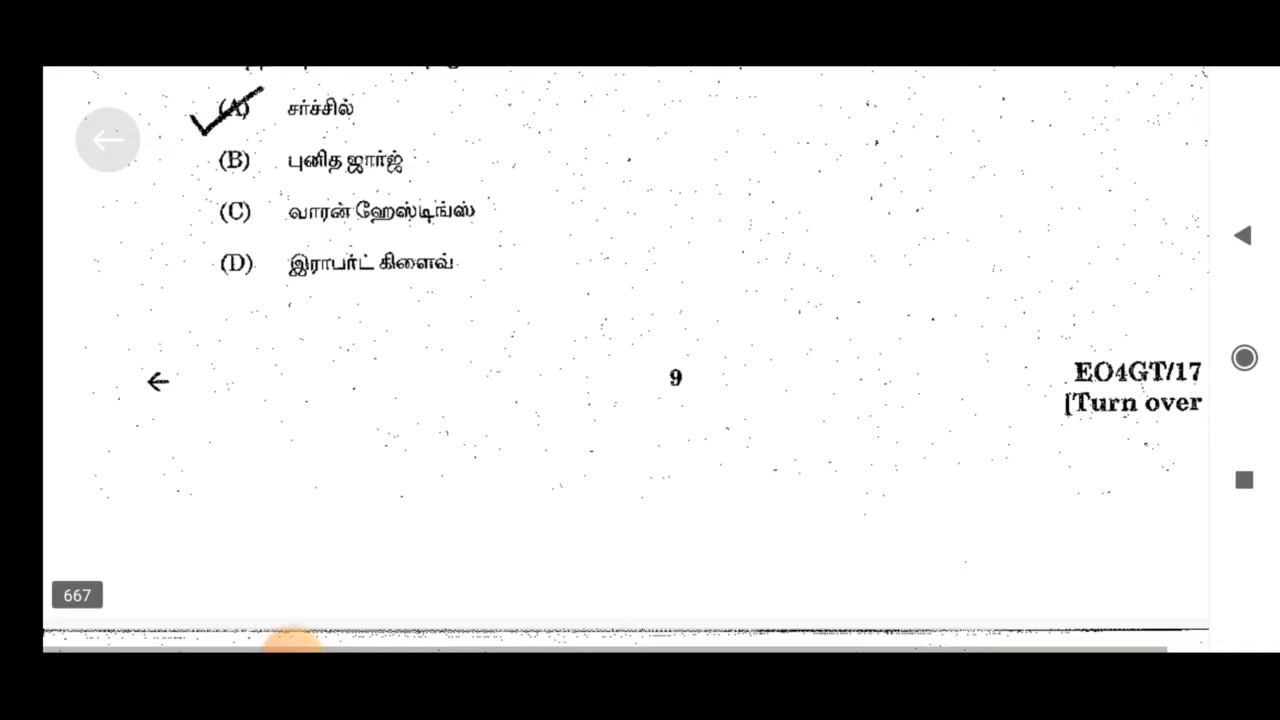 (A) சர்ச்சில்
(B) புனித ஜார்ஜ்
(C) வாரன் ஹேஸ்டிங்ஸ்
(D) இராபர்ட் கிளைவ்
← 9 EO4GT/17
[Turn over
667